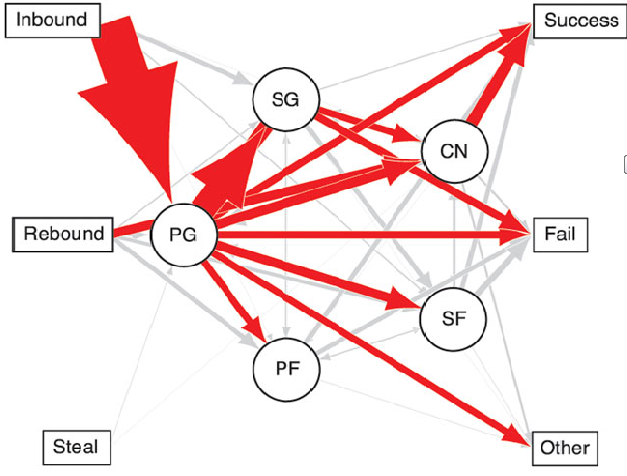 Inbound
Success
SG
CN
Rebound
PG
Fail
SF
PF
Steal
Other